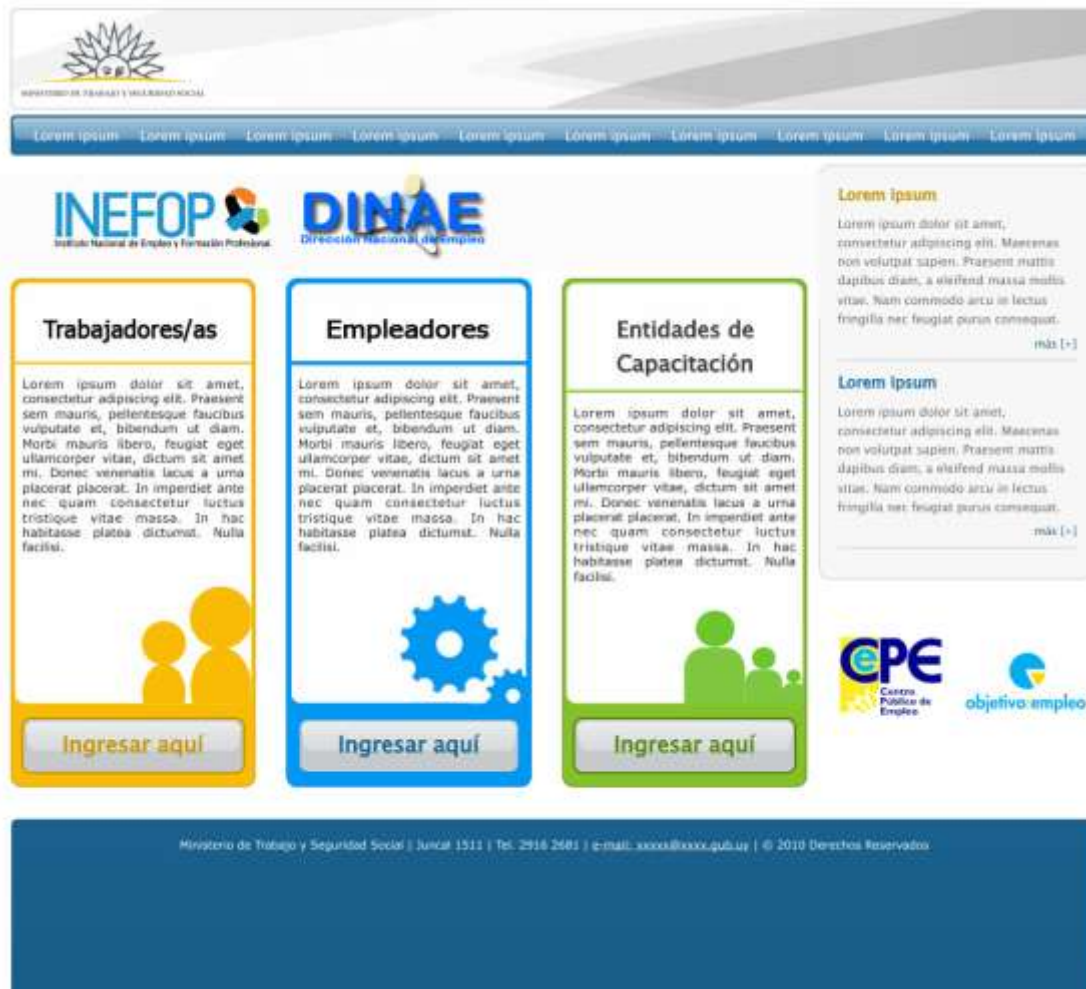 MINISTERIO DE TRABAJO Y SEGURIDAD SOCIAL
Lorem ipsum Lorem ipsum Lorem ipsum Lorem ipsum Lorem ipsum Lorem ipsum Lorem ipsum Lorem ipsum Lorem ipsum Lorem ipsum
INEFOP
Instituto Nacional de Empleo y Formación Profesional
DINAE
Dirección Nacional de empleo
Trabajadores/as
Lorem ipsum dolor sit amet,
consectetur adipiscing elit. Praesent
sem mauris, pellentesque faucibus
vulputate et, bibendum ut diam.
Morbi mauris libero, feugiat eget
ullamcorper vitae, dictum sit amet
mi. Donec venenatis lacus a urna
placerat placerat. In imperdiet ante
nec quam consectetur luctus
tristique vitae massa. In hac
habitasse platea dictumst. Nulla
facilisi.
Ingresar aquí
Empleadores
Lorem ipsum dolor sit amet,
consectetur adipiscing elit. Praesent
sem mauris, pellentesque faucibus
vulputate et, bibendum ut diam.
Morbi mauris libero, feugiat eget
ullamcorper vitae, dictum sit amet
mi. Donec venenatis lacus a urna
placerat placerat. In imperdiet ante
nec quam consectetur luctus
tristique vitae massa. In hac
habitasse platea dictumst. Nulla
facilisi.
Ingresar aquí
Entidades de
Capacitación
Lorem ipsum dolor sit amet,
consectetur adipiscing elit. Praesent
sem mauris, pellentesque faucibus
vulputate et, bibendum ut diam.
Morbi mauris libero, feugiat eget
ullamcorper vitae, dictum sit amet
mi. Donec venenatis lacus a urna
placerat placerat. In imperdiet ante
nec quam consectetur luctus
tristique vitae massa. In hac
habitasse platea dictumst. Nulla
facilisi.
Ingresar aquí
Lorem ipsum
Lorem ipsum dolor sit amet,
consectetur adipiscing elit. Maecenas
non volutpat sapien. Praesent mattis
dapibus diam, a eleifend massa mollis
vitae. Nam commodo arcu in lectus
fringilla nec feugiat purus consequat.
más [+]
Lorem ipsum
Lorem ipsum dolor sit amet,
consectetur adipiscing elit. Maecenas
non volutpat sapien. Praesent mattis
dapibus diam, a eleifend massa mollis
vitae. Nam commodo arcu in lectus
fringilla nec feugiat purus consequat.
más [+]
CePE
Centro
Público de
Empleo
objetivo empleo
Ministerio de Trabajo y Seguridad Social | Juncal 1511 | Tel. 2916 2681 | e-mail: xxxxx@xxxx.gub.uy | © 2010 Derechos Reservados